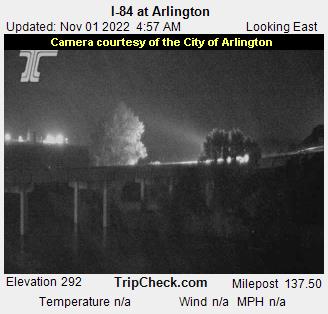 I-84 at Arlington
Updated: Nov 01 2022 4:57 AM Looking East
Camera courtesy of the City of Arlington
Elevation 292 TripCheck.com Milepost 137.50
Temperature n/a Wind n/a MPH n/a